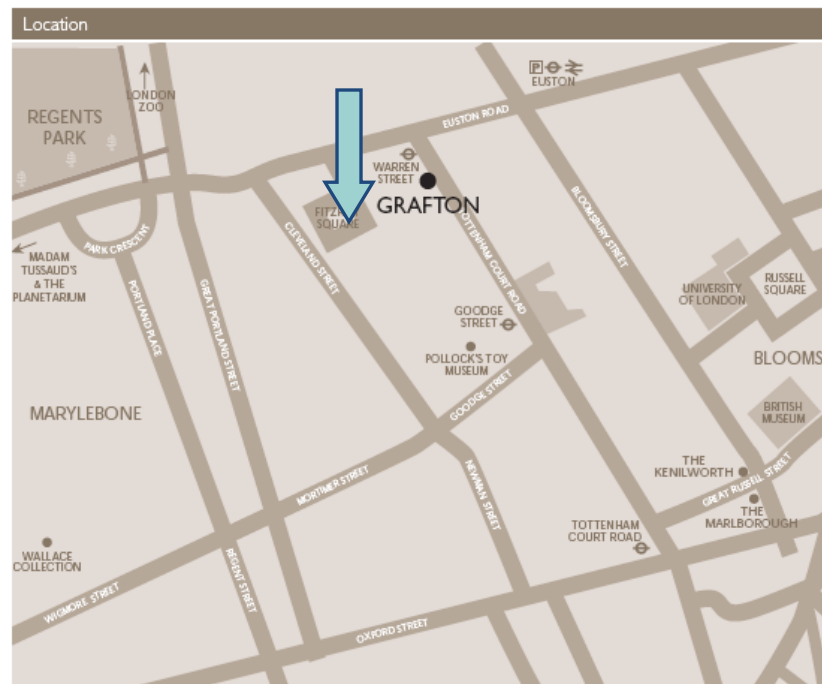 Location
REGENTS
PARK
LONDON
ZOO
P
EUSTON
EUSTON ROAD
WARREN
STREET
GRAFTON
SQUARE
CLEVELAND STREET
BLOOMSBURY STREET
PARK CRESCENT
MADAM
TUSSAUD'S
& THE
PLANETARIUM
PORTLAND PLACE
GREAT PORTLAND STREET
COURT ROAD
UNIVERSITY
OF LONDON
RUSSELL
SQUARE
GOODGE
STREET
POLLOCK'S TOY
MUSEUM
BLOOMS
GOODGE STREET
BRITISH
MUSEUM
MARYLEBONE
MORTIMER STREET
NEWMAN STREET
THE
KENILWORTH
GREAT RUSSELL STREET
THE
MARLBOROUGH
TOTTENHAM
COURT ROAD
WALLACE
COLLECTION
REGENT STREET
WIGMORE STREET
OXFORD STREET